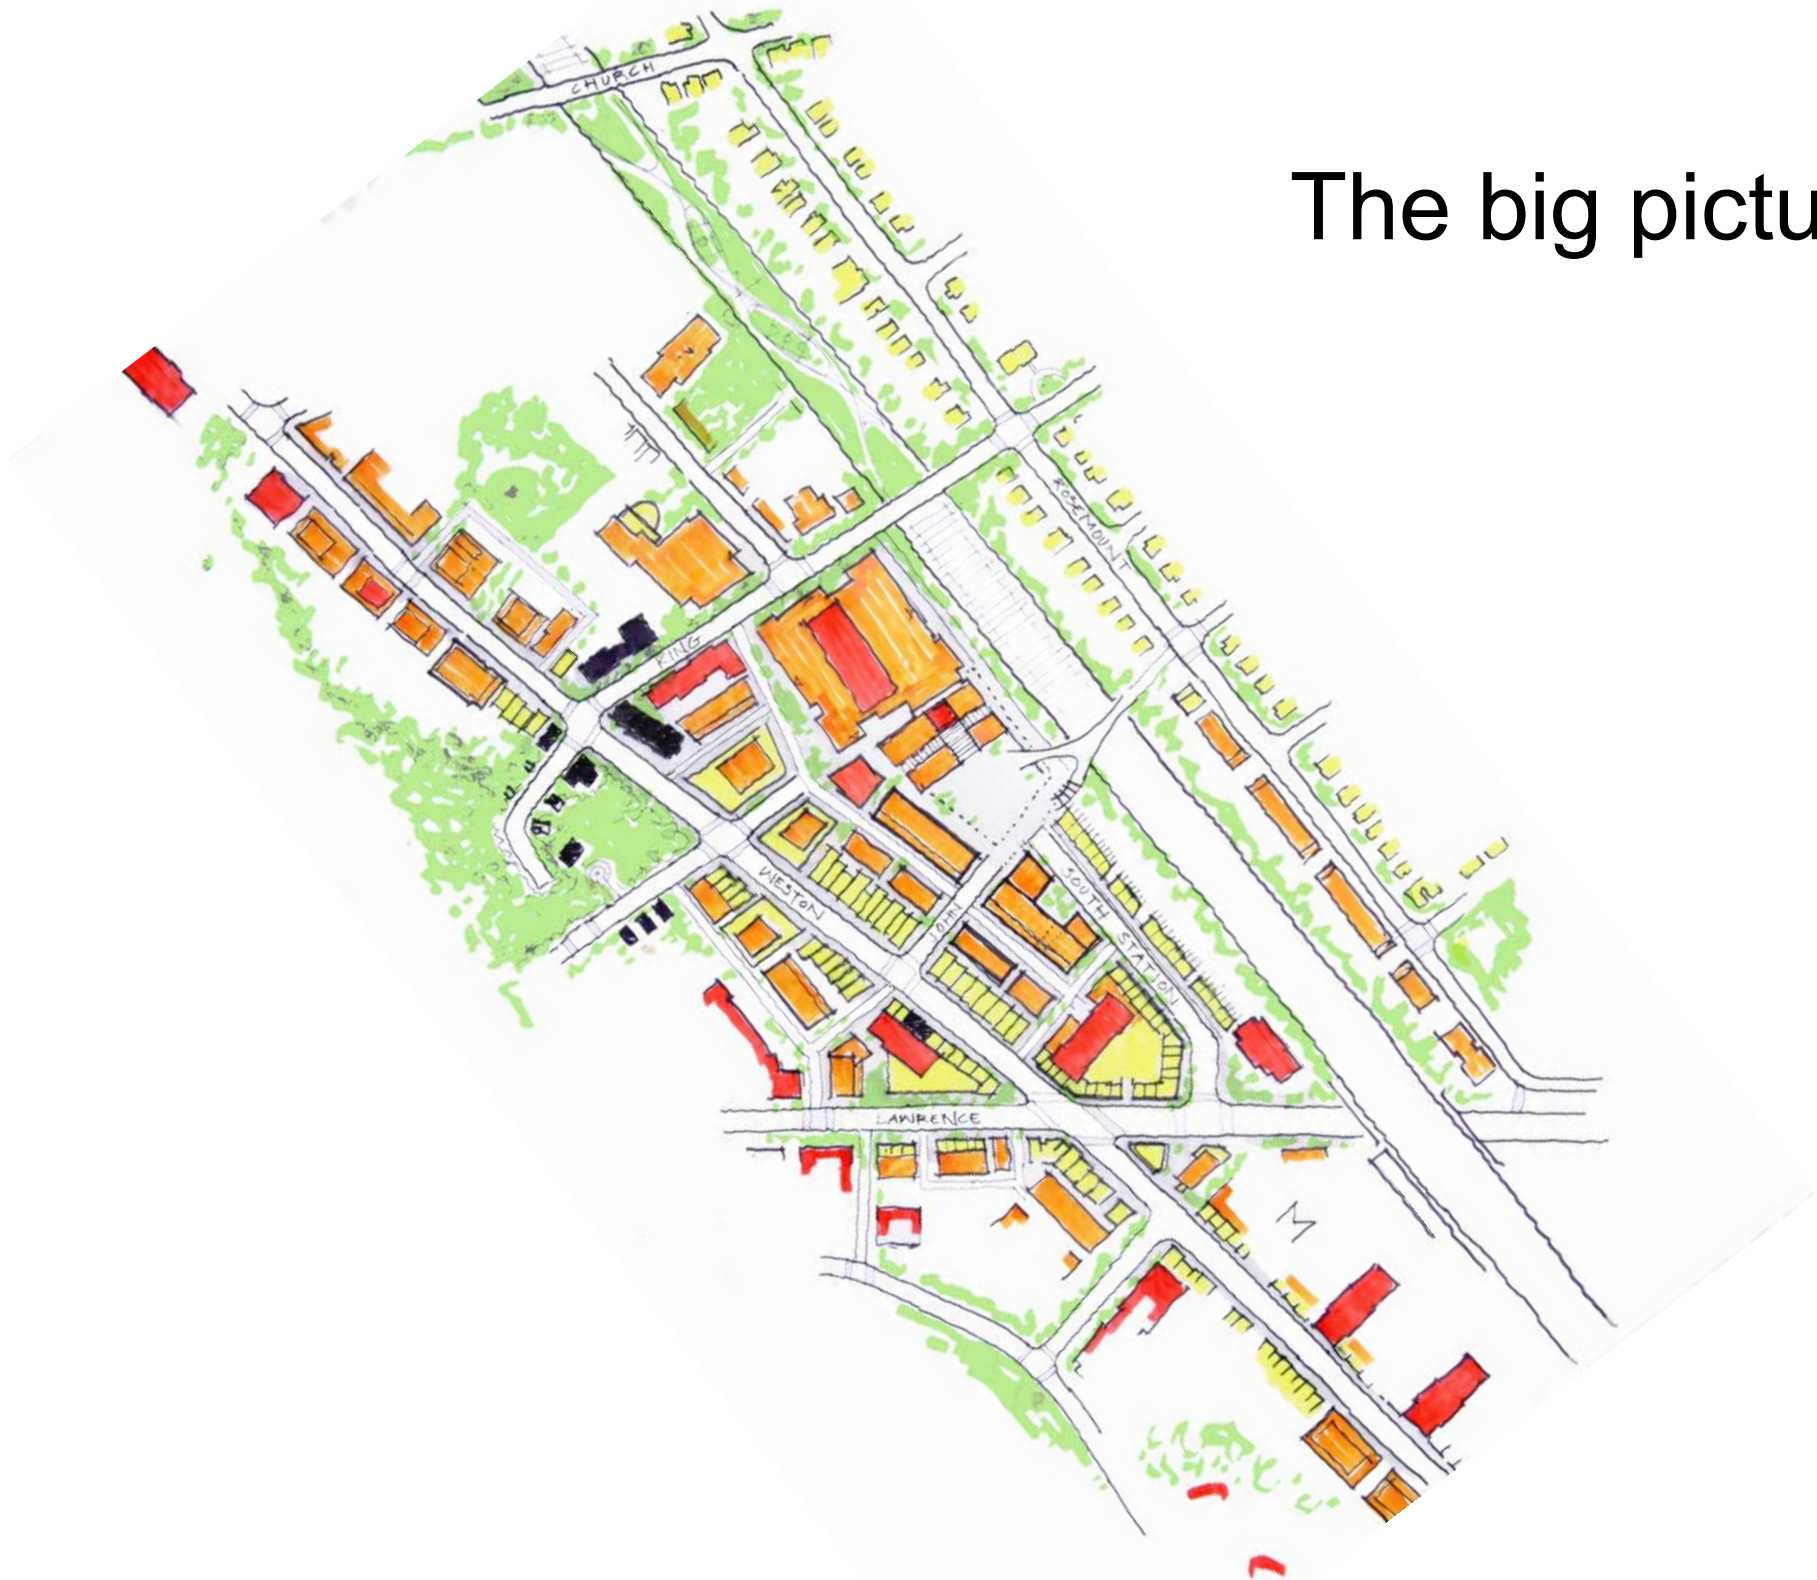 CHURCH
The big pictu
ROSEMOUNT
KING
WESTON
JOHN
SOUTH STATION
LAWRENCE
M